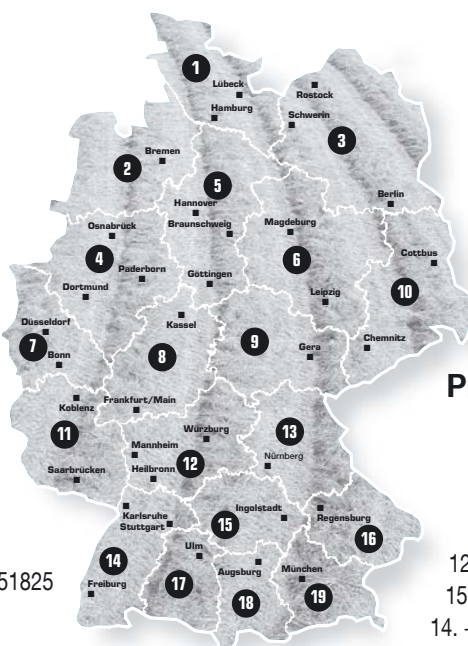 1
Lübeck
Hamburg
Rostock
Schwerin
3
2
Bremen
5
Hannover
Braunschweig
Berlin
Osnabrück
4
Paderborn
Dortmund
Magdeburg
6
Leipzig
Göttingen
Cottbus
10
Düsseldorf
7
Bonn
Kassel
8
9
Gera
Chemnitz
P
Koblenz
11
Saarbrücken
Frankfurt/Main
Würzburg
Mannheim
12
Heilbronn
13
Nürnberg
Karlsruhe
Stuttgart
Ingolstadt
15
Regensburg
16
14
Freiburg
Ulm
17
Augsburg
18
München
19
51825
12
15
14. -